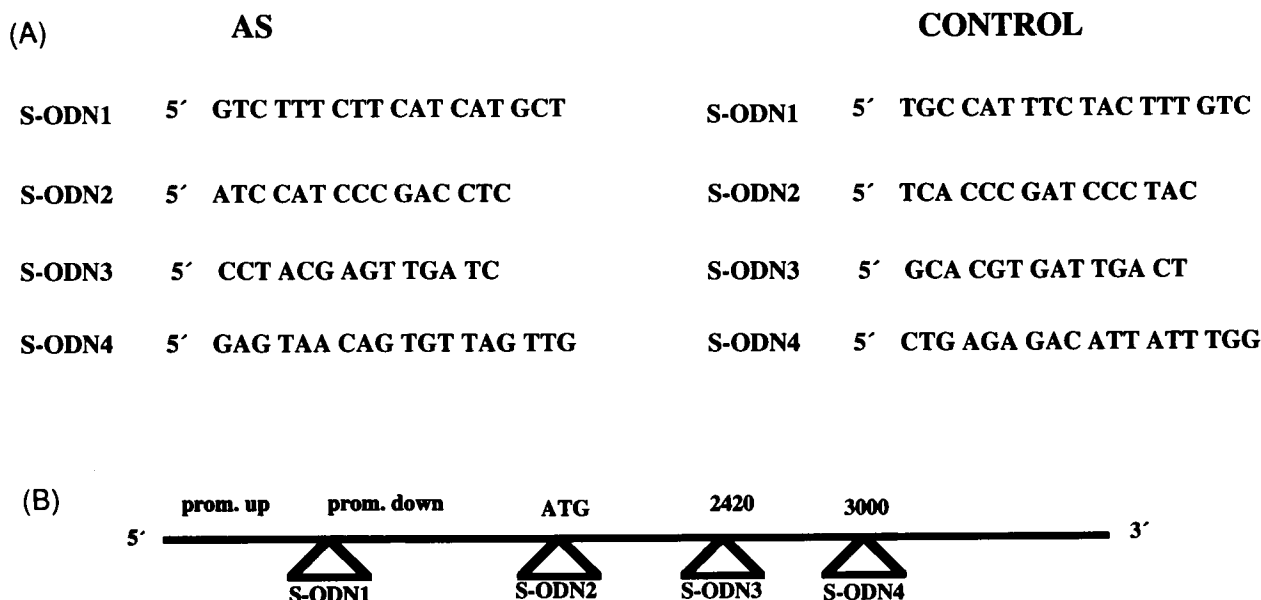 (A) AS CONTROL
S-ODN1 5´ GTC TTT CTT CAT CAT GCT S-ODN1 5´ TGC CAT TTC TAC TTT GTC
S-ODN2 5´ ATC CAT CCC GAC CTC S-ODN2 5´ TCA CCC GAT CCC TAC
S-ODN3 5´ CCT ACG AGT TGA TC S-ODN3 5´ GCA CGT GAT TGA CT
S-ODN4 5´ GAG TAA CAG TGT TAG TTG S-ODN4 5´ CTG AGA GAC ATT ATT TGG
(B) prom. up prom. down ATG 2420 3000
5´ 3´
S-ODN1 S-ODN2 S-ODN3 S-ODN4